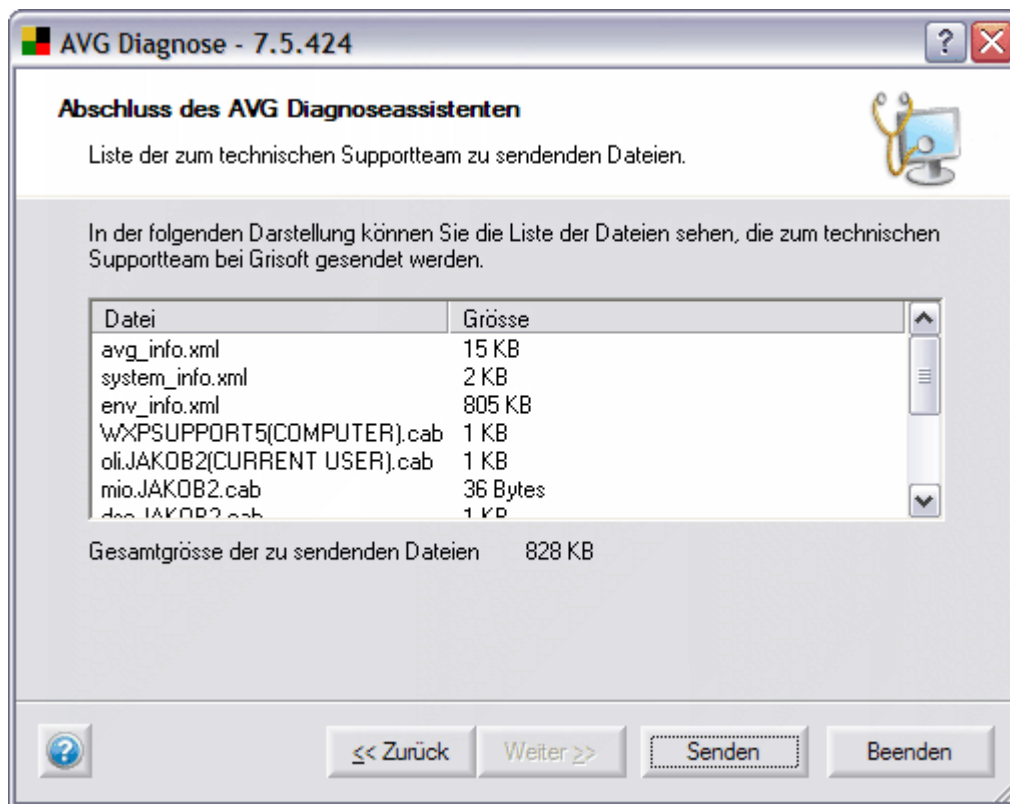 AVG Diagnose - 7.5.424
Abschluss des AVG Diagnoseassistenten
Liste der zum technischen Supportteam zu sendenden Dateien.
In der folgenden Darstellung können Sie die Liste der Dateien sehen, die zum technischen
Supportteam bei Grisoft gesendet werden.
Datei Grösse
avg_info.xml 15 KB
system_info.xml 2 KB
env_info.xml 805 KB
WXPSUPPORT5(COMPUTER).cab 1 KB
oli.JAKOB2(CURRENT USER).cab 1 KB
mio.JAKOB2.cab 36 Bytes
JAKOB2.cab 1 KB
Gesamtgrösse der zu sendenden Dateien 828 KB
<< Zurück Weiter >> Senden Beenden